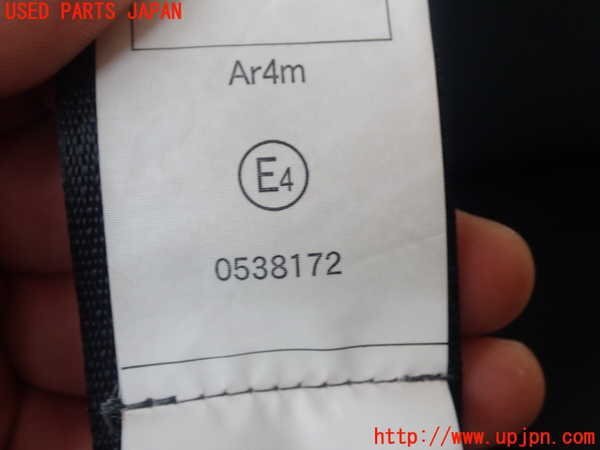 USED PARTS JAPAN
Ar4m
E4
0538172
http://www.upjpn.com/